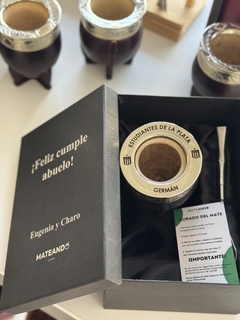 ¡Feliz cumple
abuelo!
Eugenia y Charo
MATEANDO
ESTUDIANTES DE LA PLATA
GERMÁN
CURADO DEL MATE
¡IMPORTANTE!